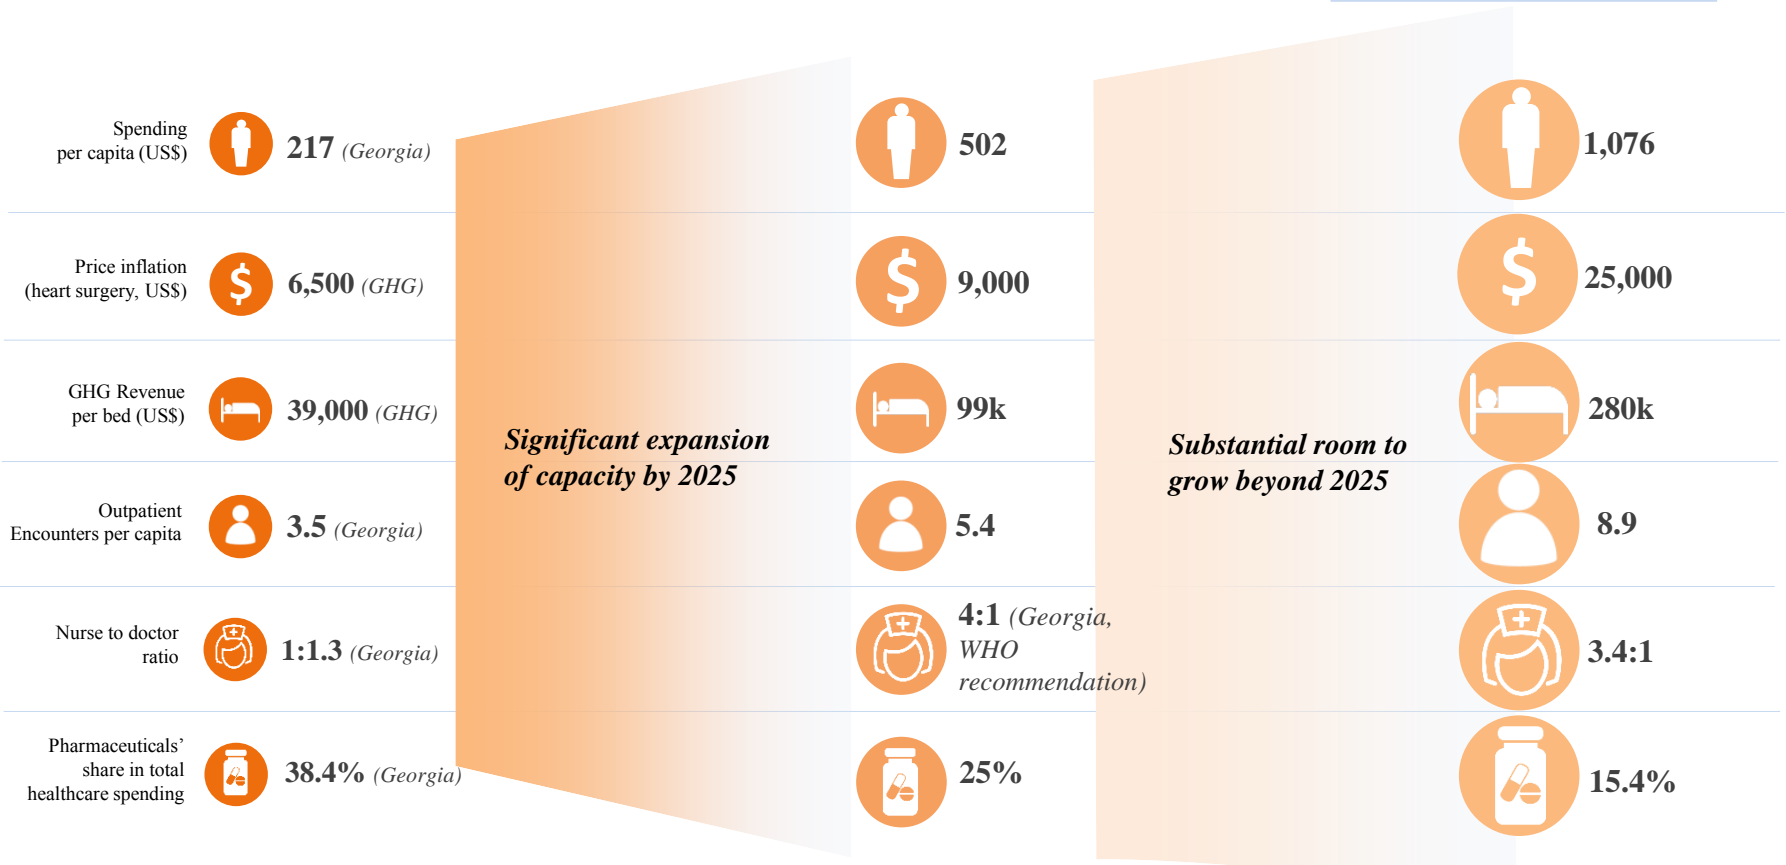 Spending
per capita (US$)
217 (Georgia)
502
1,076
Price inflation
(heart surgery, US$)
$
6,500 (GHG)
$
9,000
$
25,000
GHG Revenue
per bed (US$)
39,000 (GHG)
99k
280k
Significant expansion
of capacity by 2025
Substantial room to
grow beyond 2025
Outpatient
Encounters per capita
3.5 (Georgia)
5.4
8.9
Nurse to doctor
ratio
1:1.3 (Georgia)
4:1 (Georgia,
WHO
recommendation)
3.4:1
Pharmaceuticals’
share in total
healthcare spending
38.4% (Georgia)
25%
15.4%